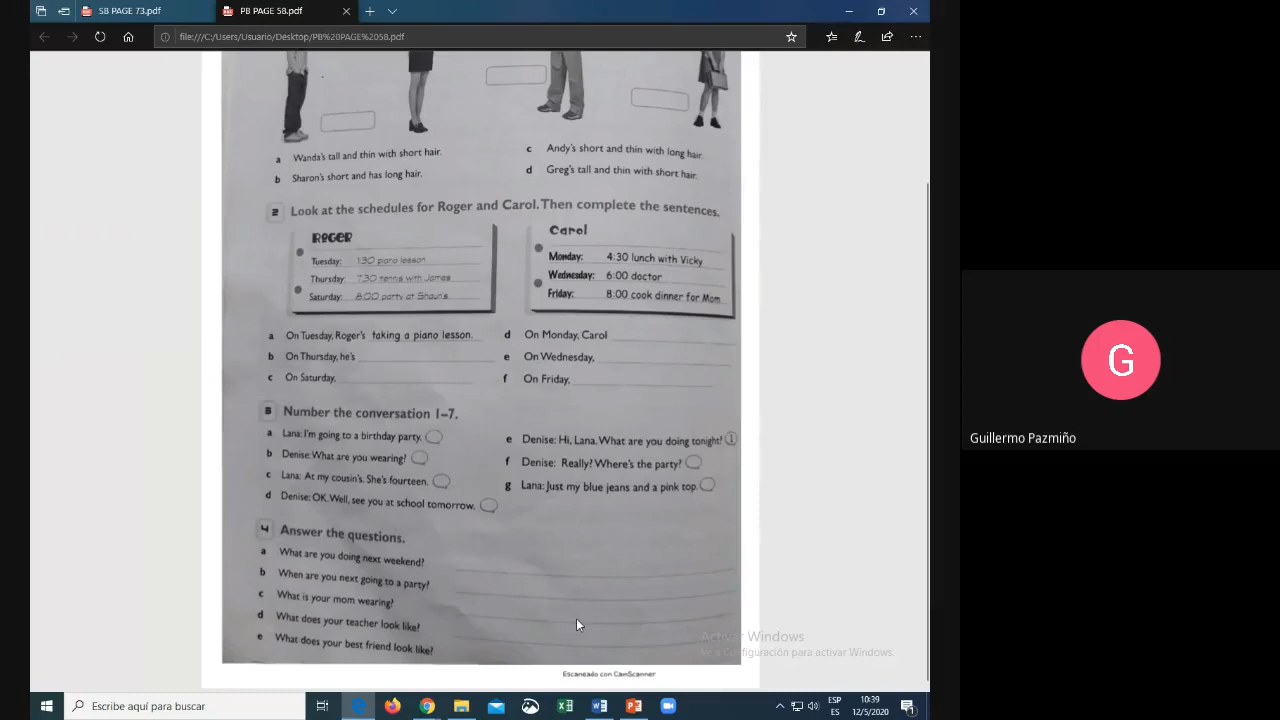 SB PAGE 73.pdf
PB PAGE 58.pdf
file:///C:/Users/Usuario/Desktop/PB%20PAGE%2058.pdf
a Wanda's tall and thin with short hair.
b Sharon's short and has long hair.
c Andy's short and thin with long hair.
d Greg's tall and thin with short hair.
2 Look at the schedules for Roger and Carol. Then complete the sentences.
ROGER
Tuesday: 1:30 piano lesson
Thursday: 7:30 tennis with James
Saturday: 8:00 party at Shaun's
Carol
Monday: 4:30 lunch with Vicky
Wednesday: 6:00 doctor
Friday: 8:00 cook dinner for Mom
a On Tuesday, Roger's taking a piano lesson.
b On Thursday, he's
c On Saturday,
d On Monday, Carol
e On Wednesday,
f On Friday,
3 Number the conversation 1–7.
a Lana: I'm going to a birthday party.
b Denise: What are you wearing?
c Lana: At my cousin's. She's fourteen.
d Denise: OK. Well, see you at school tomorrow.
e Denise: Hi, Lana. What are you doing tonight? 1
f Denise: Really? Where's the party?
g Lana: Just my blue jeans and a pink top.
4 Answer the questions.
a What are you doing next weekend?
b When are you next going to a party?
c What is your mom wearing?
d What does your teacher look like?
e What does your best friend look like?
Escaneado con CamScanner
Activar Windows
Ve a Configuración para activar Windows.
G
Guillermo Pazmiño
Escribe aquí para buscar
ESP
ES
10:39
12/5/2020
1